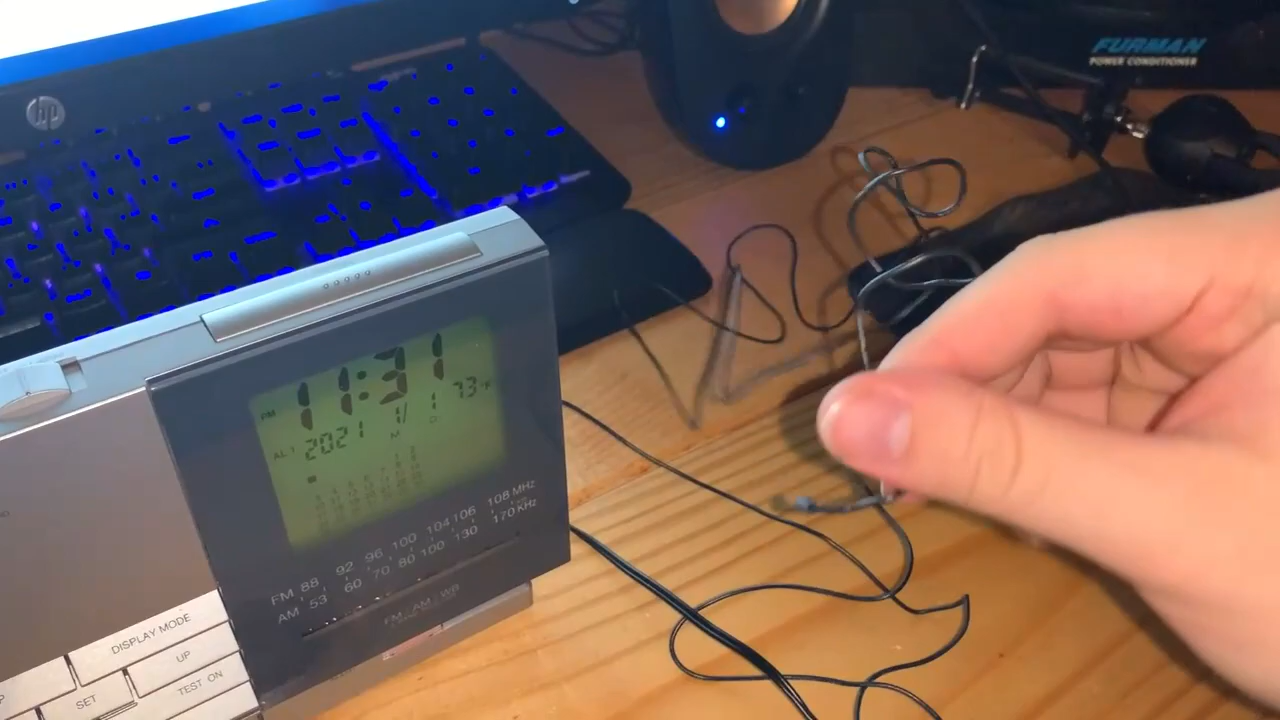 hp
FURMAN
POWER CONDITIONER
PM 11:31
73°F
2021 1/ 1
M D
FM 88 92 96 100 104 106 108 MHz
AM 53 60 70 80 100 130 170 KHz
FM AM WB
DISPLAY MODE
UP
SET
TEST ON